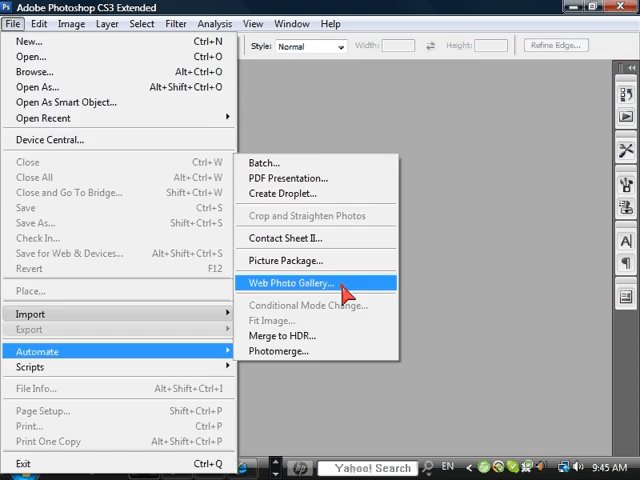 Adobe Photoshop CS3 Extended
File Edit Image Layer Select Filter Analysis View Window Help
Style: Normal Width: Height: Refine Edge...
New... Ctrl+N
Open... Ctrl+O
Browse... Alt+Ctrl+O
Open As... Alt+Shift+Ctrl+O
Open As Smart Object...
Open Recent
Device Central...
Close Ctrl+W
Close All Alt+Ctrl+W
Close and Go To Bridge... Shift+Ctrl+W
Save Ctrl+S
Save As... Shift+Ctrl+S
Check In...
Save for Web & Devices... Alt+Shift+Ctrl+S
Revert F12
Place...
Import
Export
Automate
Scripts
File Info... Alt+Shift+Ctrl+I
Page Setup... Shift+Ctrl+P
Print... Ctrl+P
Print One Copy Alt+Shift+Ctrl+P
Exit Ctrl+Q
Batch...
PDF Presentation...
Create Droplet...
Crop and Straighten Photos
Contact Sheet II...
Picture Package...
Web Photo Gallery...
Conditional Mode Change...
Fit Image...
Merge to HDR...
Photomerge...
Yahoo! Search EN 9:45 AM